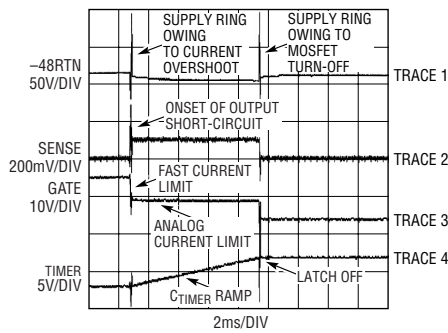 SUPPLY RING
OWING
TO CURRENT
OVERSHOOT
SUPPLY RING
OWING TO
MOSFET
TURN-OFF
–48RTN
50V/DIV
TRACE 1
ONSET OF OUTPUT
SHORT-CIRCUIT
SENSE
200mV/DIV
TRACE 2
GATE
10V/DIV
FAST CURRENT
LIMIT
ANALOG
CURRENT LIMIT
TRACE 3
TRACE 4
TIMER
5V/DIV
CTIMER RAMP
LATCH OFF
2ms/DIV